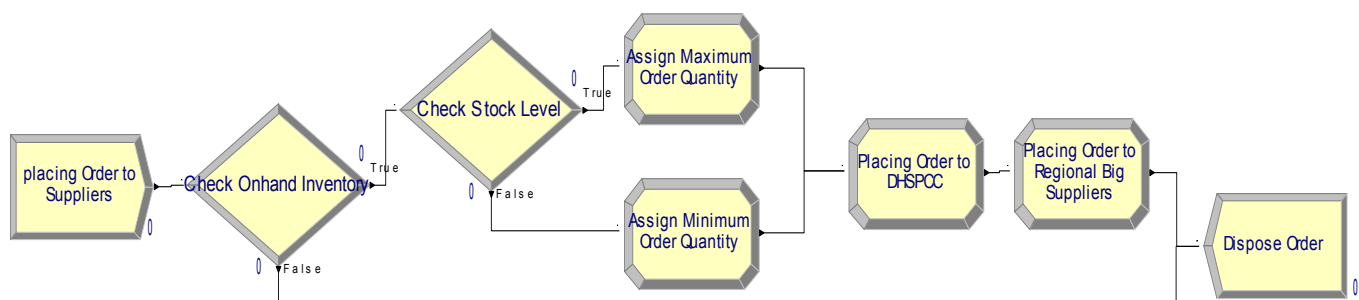 placing Order to
Suppliers
0
Check Onhand Inventory
0
True
0
False
Check Stock Level
0
True
0
False
Assign Maximum
Order Quantity
Assign Minimum
Order Quantity
Placing Order to
DHSPCC
Placing Order to
Regional Big
Suppliers
Dispose Order
0